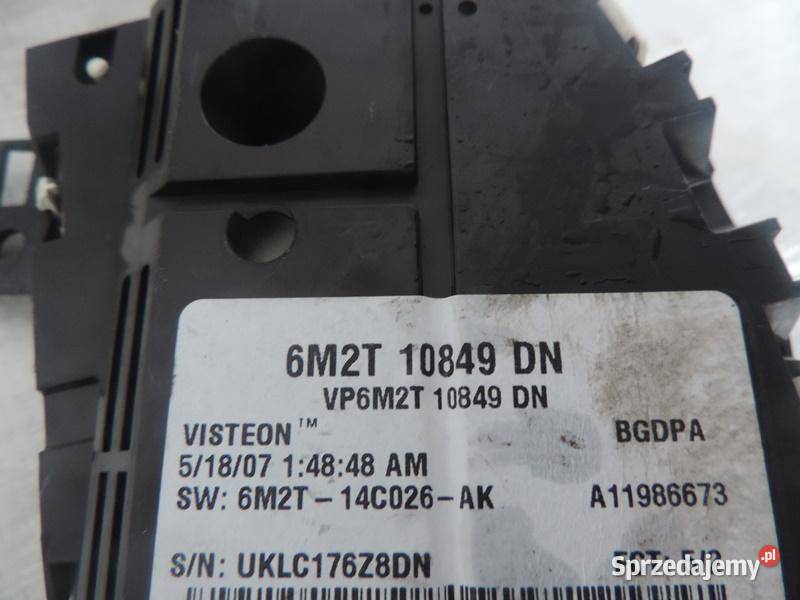 6M2T 10849 DN
VP6M2T 10849 DN
VISTEON™ BGDPA
5/18/07 1:48:48 AM
SW: 6M2T-14C026-AK A11986673
S/N: UKLC176Z8DN
Sprzedajemy.pl